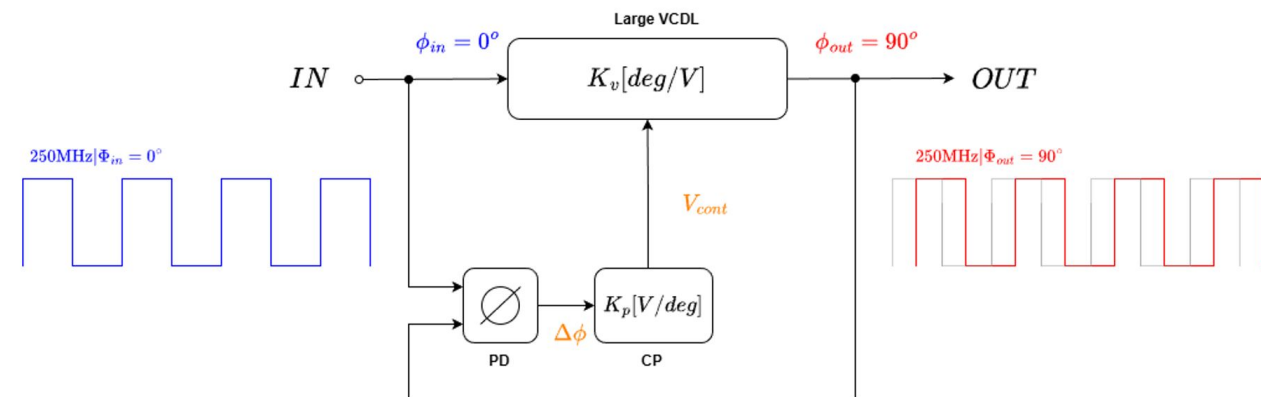 Large VCDL
ϕ_in = 0^o
ϕ_out = 90^o
IN
K_v[deg/V]
OUT
250MHz|Φ_in = 0°
250MHz|Φ_out = 90°
V_cont
K_p[V/deg]
Δϕ
PD
CP